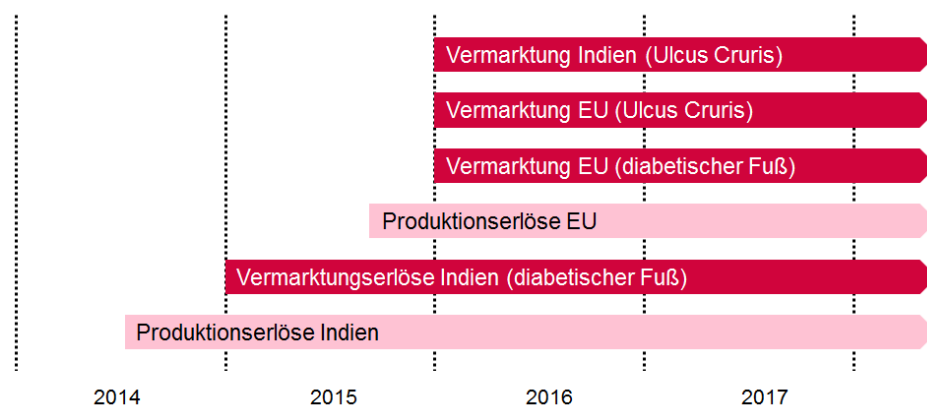 Vermarktung Indien (Ulcus Cruris)
Vermarktung EU (Ulcus Cruris)
Vermarktung EU (diabetischer Fuß)
Produktionserlöse EU
Vermarktungserlöse Indien (diabetischer Fuß)
Produktionserlöse Indien
2014 2015 2016 2017